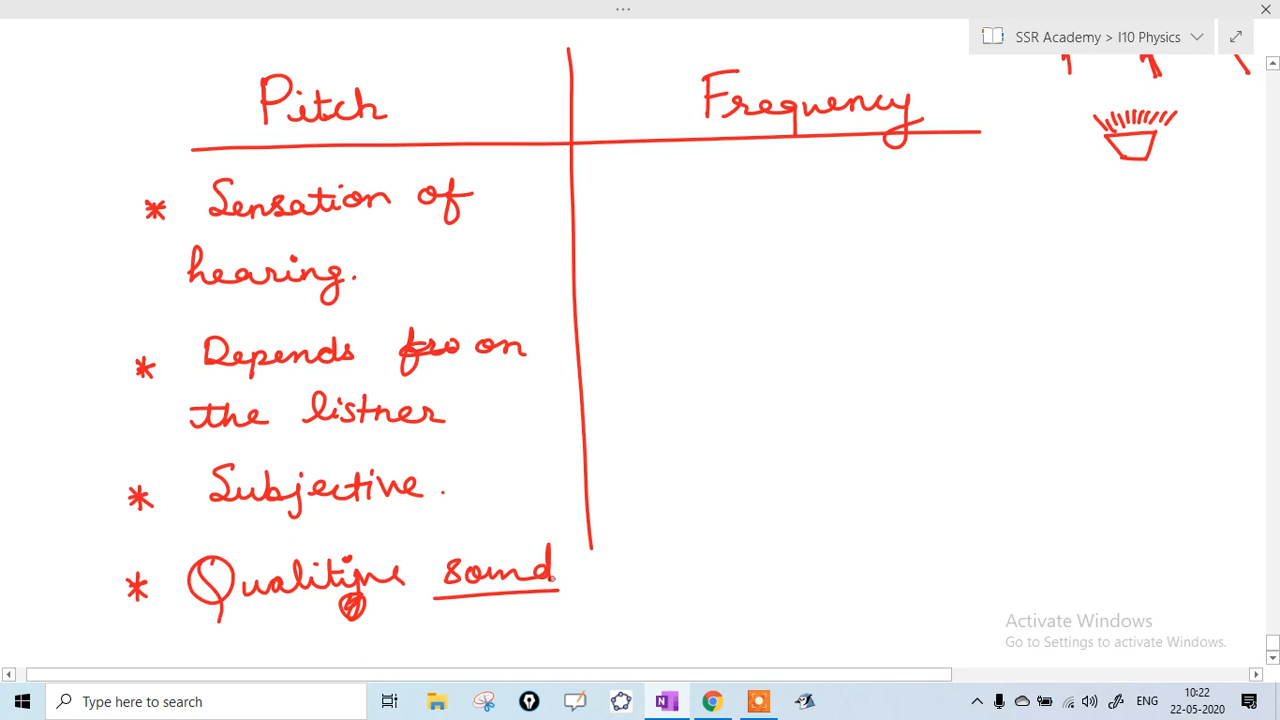 SSR Academy > I10 Physics
Pitch
Frequency
* Sensation of
hearing.
* Depends on
the listner
* Subjective.
* Qualitive sound
Activate Windows
Go to Settings to activate Windows.
Type here to search
ENG
10:22
22-05-2020